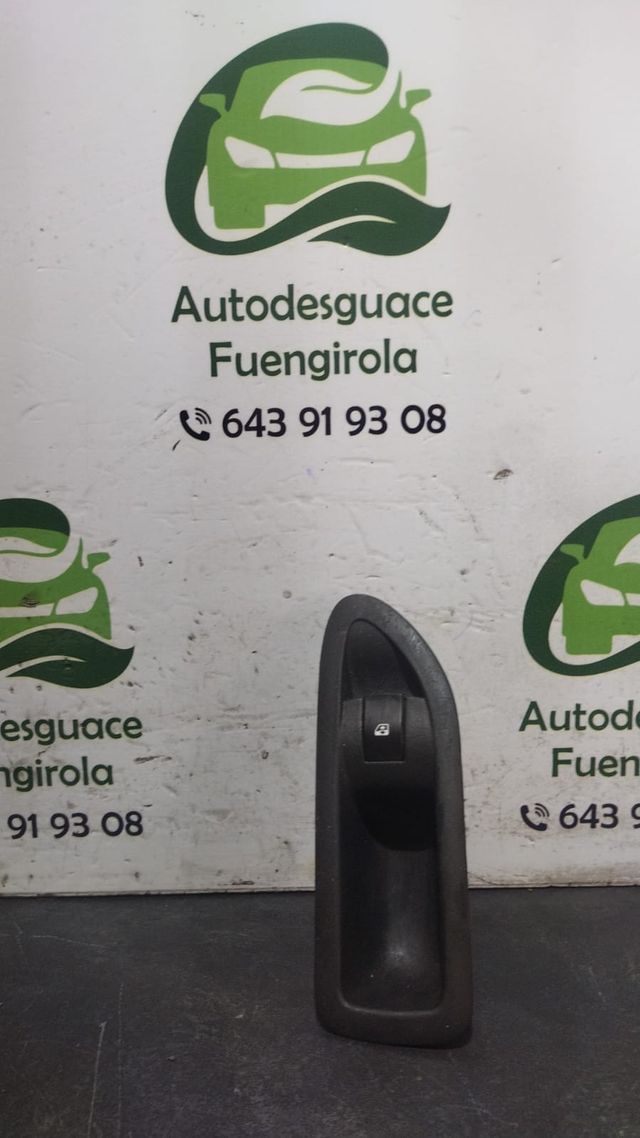 Autodesguace
Fuengirola
643 91 93 08
esguace
ngirola
91 93 08
Autode
Fuen
643 9